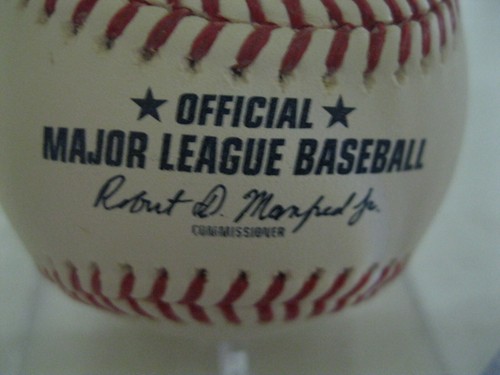 ★ OFFICIAL ★
MAJOR LEAGUE BASEBALL
Robert D. Manfred Jr.
COMMISSIONER